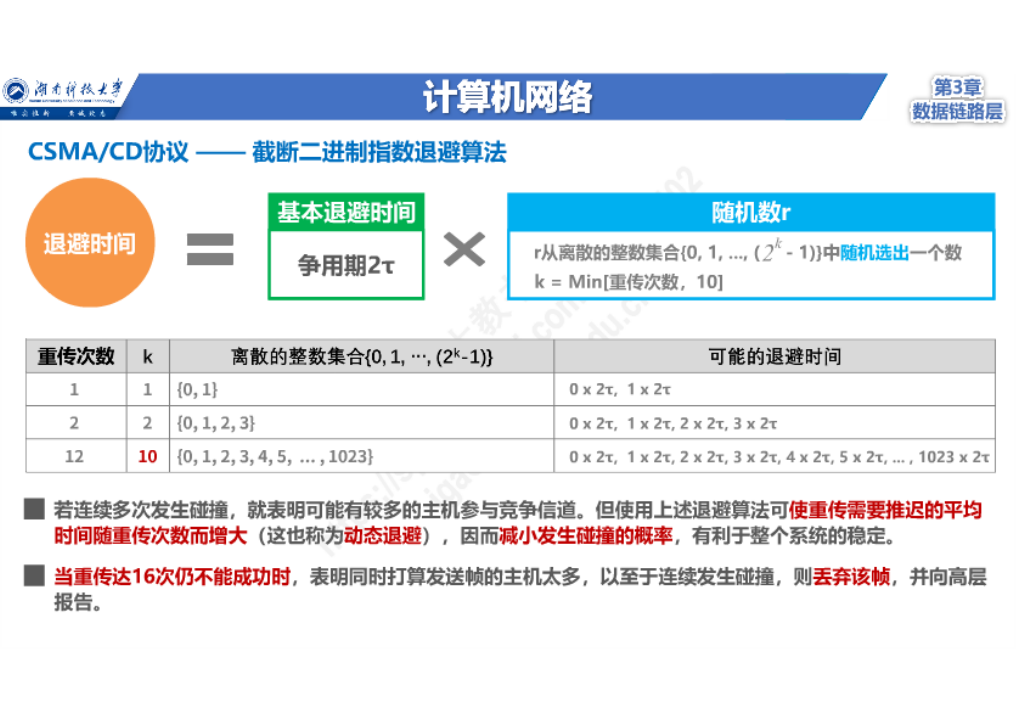 湖南科技大学
计算机网络
第3章
数据链路层
CSMA/CD协议 —— 截断二进制指数退避算法
退避时间
=
基本退避时间
争用期2τ
×
随机数r
r从离散的整数集合{0, 1, ..., (2^k - 1)}中随机选出一个数
k = Min[重传次数，10]
重传次数 k 离散的整数集合{0, 1, ···, (2^k-1)} 可能的退避时间
1 1 {0, 1} 0 x 2τ, 1 x 2τ
2 2 {0, 1, 2, 3} 0 x 2τ, 1 x 2τ, 2 x 2τ, 3 x 2τ
12 10 {0, 1, 2, 3, 4, 5, ... , 1023} 0 x 2τ, 1 x 2τ, 2 x 2τ, 3 x 2τ, 4 x 2τ, 5 x 2τ, ... , 1023 x 2τ
若连续多次发生碰撞，就表明可能有较多的主机参与竞争信道。但使用上述退避算法可使重传需要推迟的平均
时间随重传次数而增大（这也称为动态退避），因而减小发生碰撞的概率，有利于整个系统的稳定。
当重传达16次仍不能成功时，表明同时打算发送帧的主机太多，以至于连续发生碰撞，则丢弃该帧，并向高层
报告。